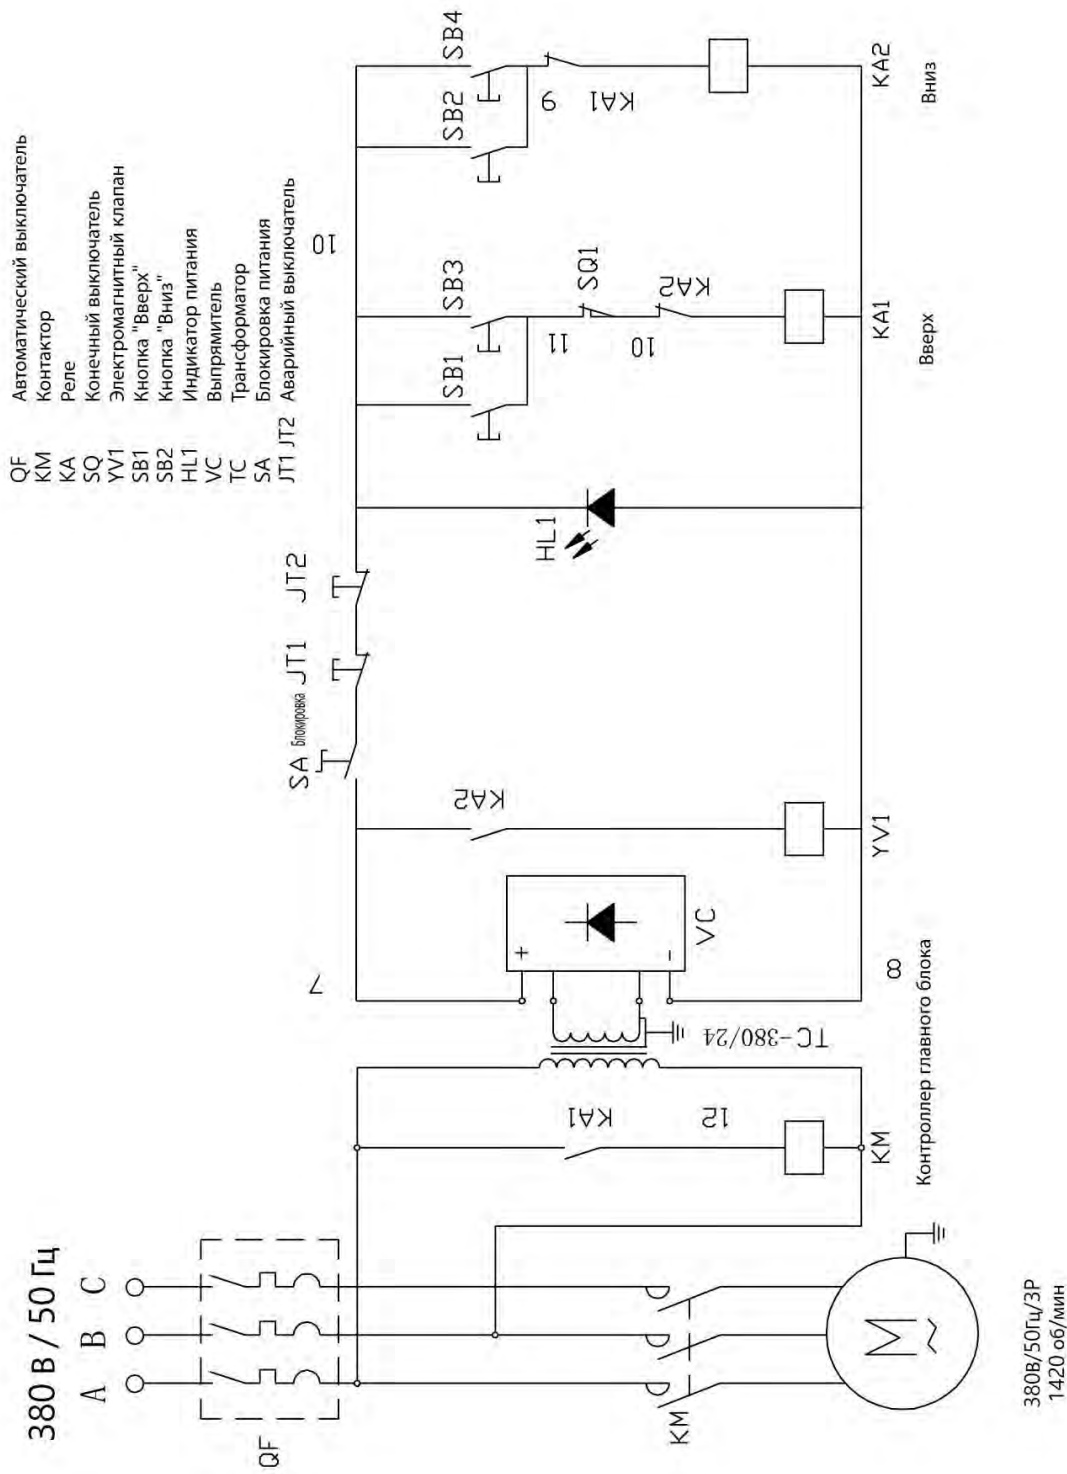 380 В / 50 Гц
A
B
C
QF
KM
380В/50Гц/3Р
1420 об/мин
M
~
KA1
12
KM
Контроллер главного блока
TC-380/24
7
8
+
-
VC
KA2
YV1
SA
Блокировка
JT1
JT2
HL1
10
SB1
SB3
11
SQ1
10
KA2
KA1
Вверх
SB2
SB4
9
KA1
KA2
Вниз
QF Автоматический выключатель
KM Контактор
KA Реле
SQ Конечный выключатель
YV1 Электромагнитный клапан
SB1 Кнопка "Вверх"
SB2 Кнопка "Вниз"
HL1 Индикатор питания
VC Выпрямитель
TC Трансформатор
SA Блокировка питания
JT1 JT2 Аварийный выключатель